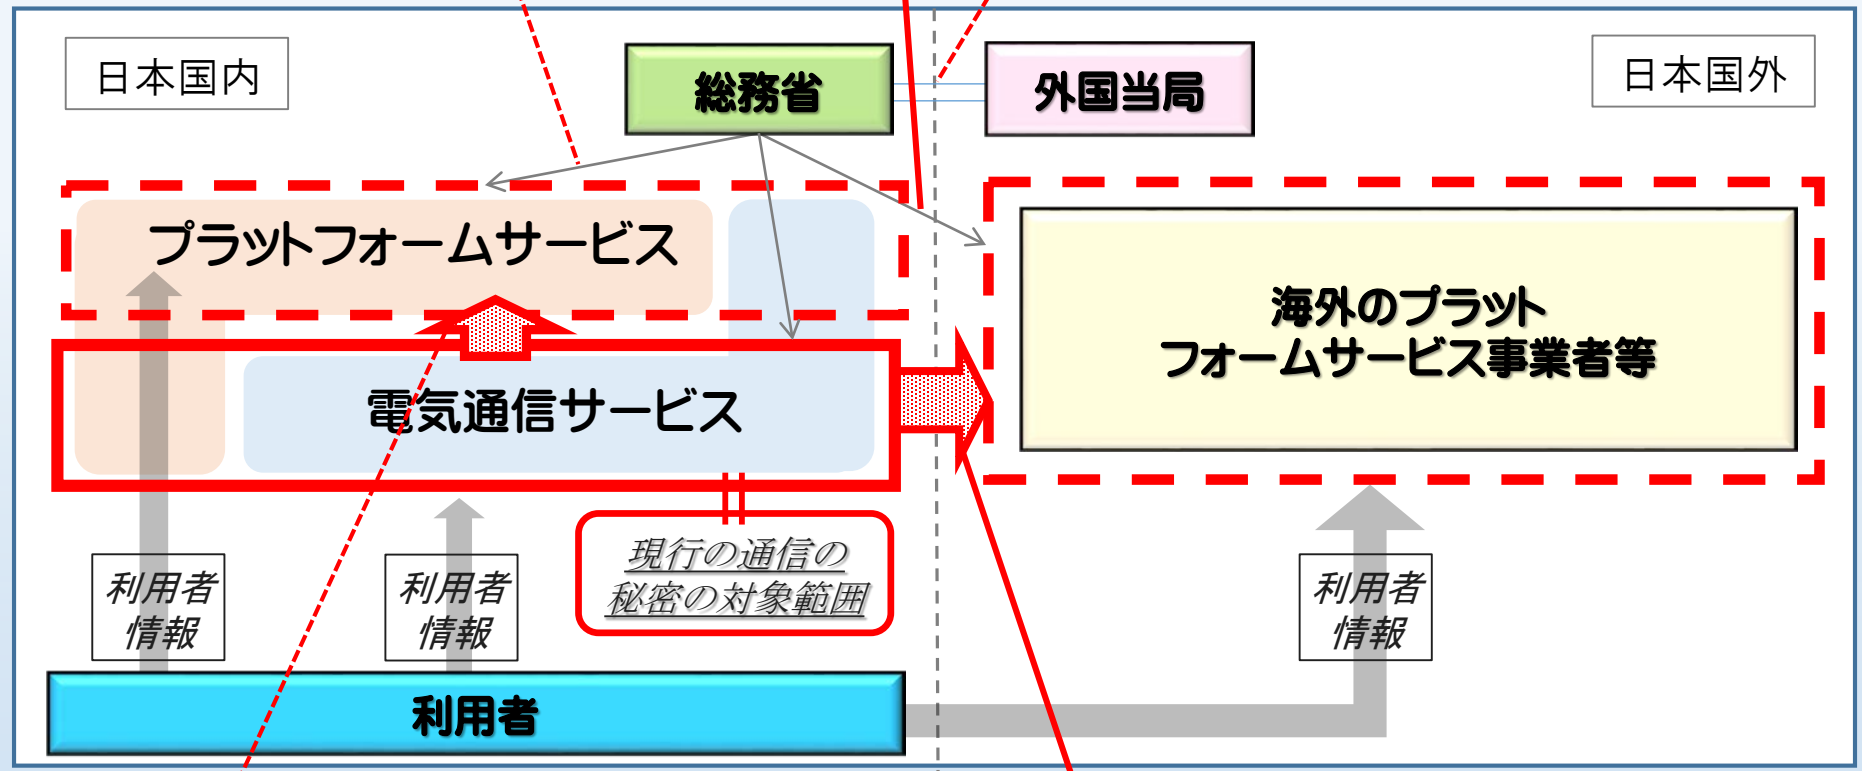 日本国内
総務省
外国当局
日本国外
プラットフォームサービス
海外のプラット
フォームサービス事業者等
電気通信サービス
現行の通信の
秘密の対象範囲
利用者
情報
利用者
情報
利用者
情報
利用者